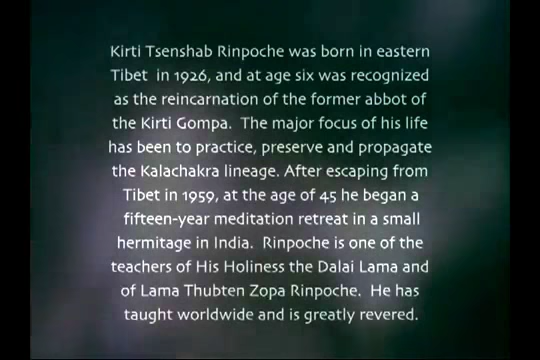 Kirti Tsenshab Rinpoche was born in eastern
Tibet in 1926, and at age six was recognized
as the reincarnation of the former abbot of
the Kirti Gompa. The major focus of his life
has been to practice, preserve and propagate
the Kalachakra lineage. After escaping from
Tibet in 1959, at the age of 45 he began a
fifteen-year meditation retreat in a small
hermitage in India. Rinpoche is one of the
teachers of His Holiness the Dalai Lama and
of Lama Thubten Zopa Rinpoche. He has
taught worldwide and is greatly revered.